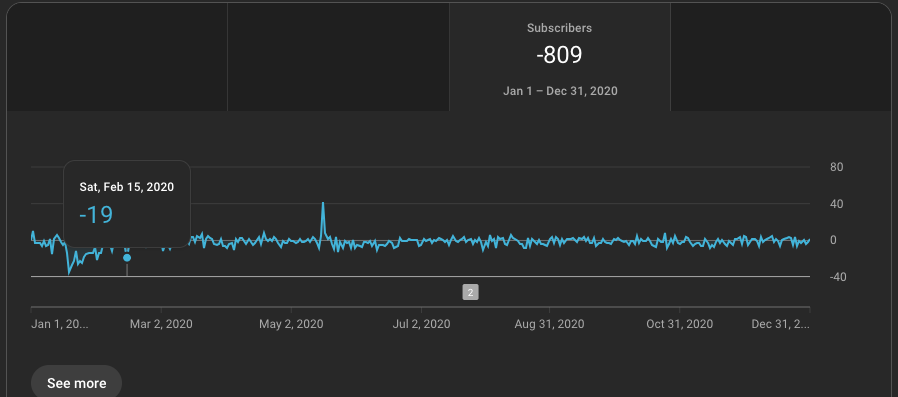 Subscribers
-809
Jan 1 – Dec 31, 2020
80
Sat, Feb 15, 2020
-19
40
0
-40
2
Jan 1, 20... Mar 2, 2020 May 2, 2020 Jul 2, 2020 Aug 31, 2020 Oct 31, 2020 Dec 31, 2...
See more